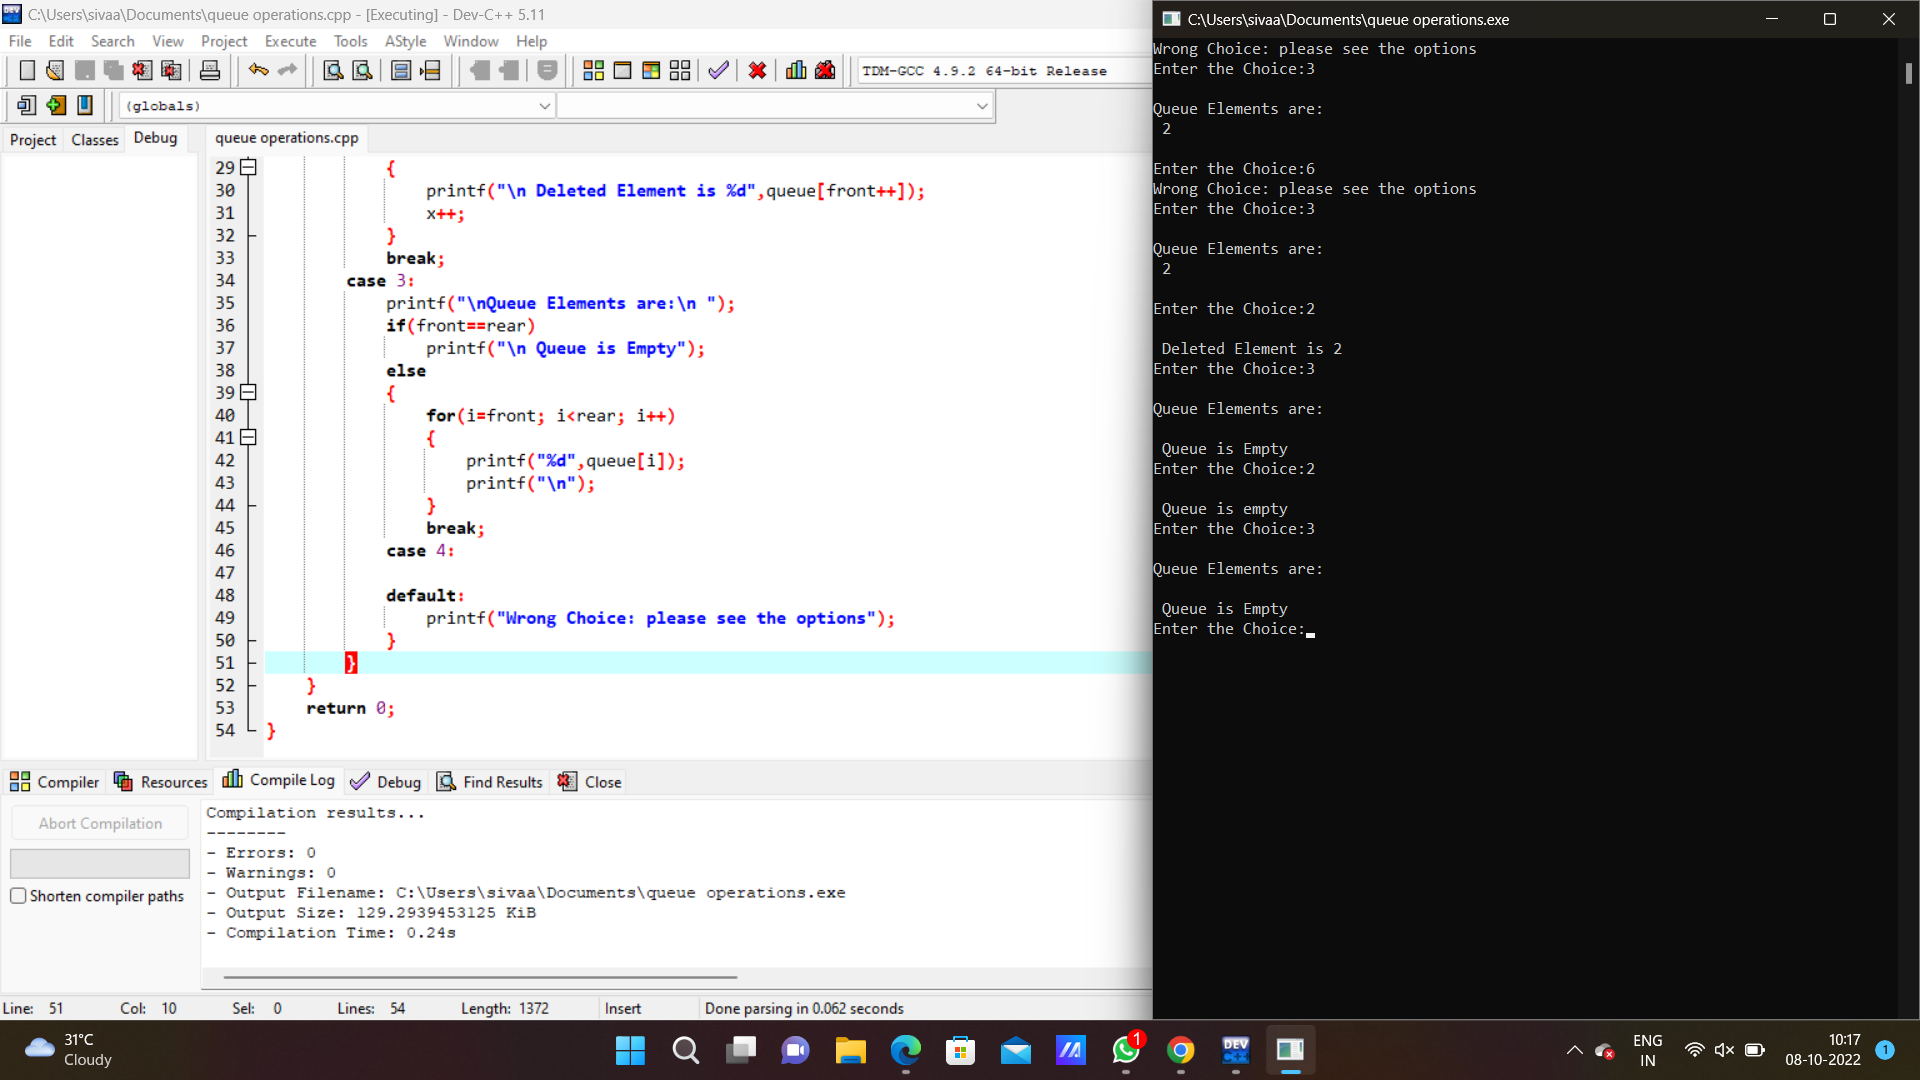 C:\Users\sivaa\Documents\queue operations.cpp - [Executing] - Dev-C++ 5.11
File Edit Search View Project Execute Tools AStyle Window Help
TDM-GCC 4.9.2 64-bit Release
(globals)
Project Classes Debug
queue operations.cpp
29 {
30 printf("\n Deleted Element is %d",queue[front++]);
31 x++;
32 }
33 break;
34 case 3:
35 printf("\nQueue Elements are:\n ");
36 if(front==rear)
37 printf("\n Queue is Empty");
38 else
39 {
40 for(i=front; i<rear; i++)
41 {
42 printf("%d",queue[i]);
43 printf("\n");
44 }
45 break;
46 case 4:
47
48 default:
49 printf("Wrong Choice: please see the options");
50 }
51 }
52 }
53 return 0;
54 }
Compiler Resources Compile Log Debug Find Results Close
Abort Compilation
Shorten compiler paths
Compilation results...
--------
- Errors: 0
- Warnings: 0
- Output Filename: C:\Users\sivaa\Documents\queue operations.exe
- Output Size: 129.2939453125 KiB
- Compilation Time: 0.24s
Line: 51 Col: 10 Sel: 0 Lines: 54 Length: 1372 Insert Done parsing in 0.062 seconds
C:\Users\sivaa\Documents\queue operations.exe
Wrong Choice: please see the options
Enter the Choice:3
Queue Elements are:
2
Enter the Choice:6
Wrong Choice: please see the options
Enter the Choice:3
Queue Elements are:
2
Enter the Choice:2
Deleted Element is 2
Enter the Choice:3
Queue Elements are:
Queue is Empty
Enter the Choice:2
Queue is empty
Enter the Choice:3
Queue Elements are:
Queue is Empty
Enter the Choice:
31°C
Cloudy
1
DEV
C++
ENG
IN
10:17
08-10-2022
1